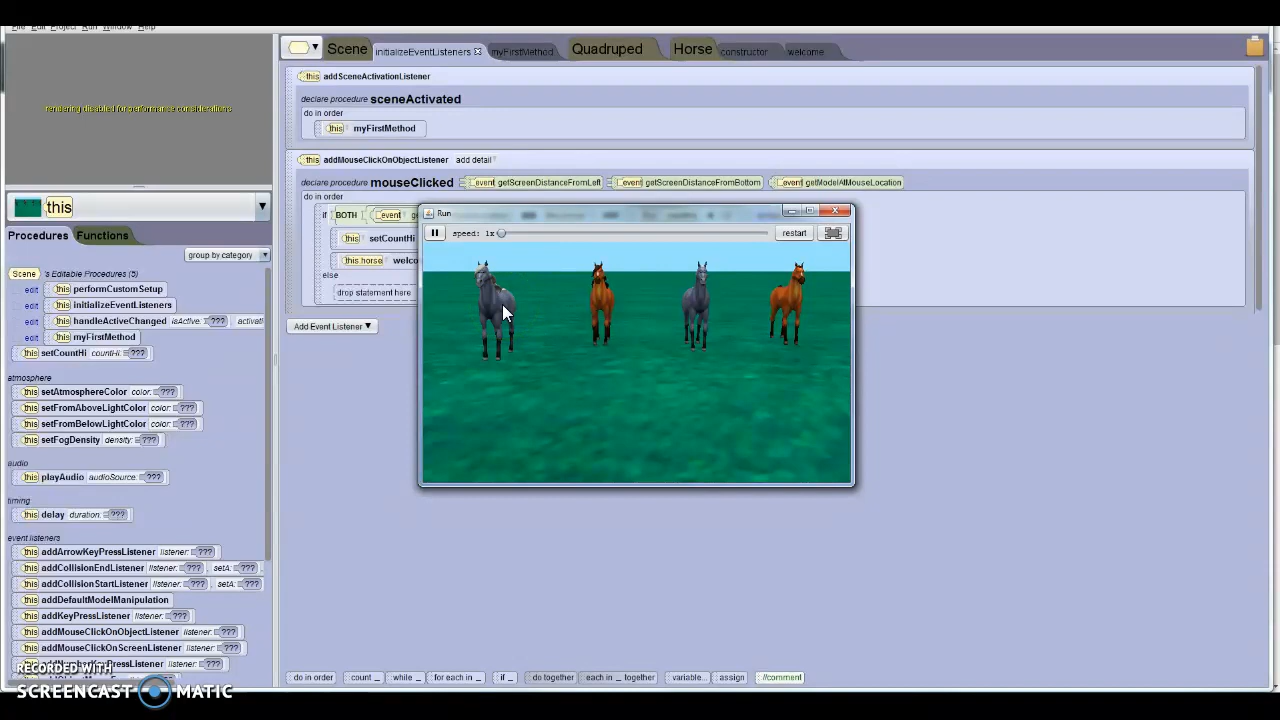 File Edit Project Run Window Help
Scene initializeEventListeners myFirstMethod Quadruped Horse constructor welcome
rendering disabled for performance considerations
this addSceneActivationListener
declare procedure sceneActivated
do in order
this myFirstMethod
this addMouseClickOnObjectListener add detail
declare procedure mouseClicked event getScreenDistanceFromLeft event getScreenDistanceFromBottom event getModelAtMouseLocation
do in order
if BOTH event
this setCountHi
this.horse
else
drop statement here
Add Event Listener
Run
speed: 1x restart
this
Procedures Functions
group by category
Scene 's Editable Procedures (5)
edit this performCustomSetup
edit this initializeEventListeners
edit this handleActiveChanged isActive: ???
edit this myFirstMethod
this setCountHi countHi: ???
atmosphere
this setAtmosphereColor color: ???
this setFromAboveLightColor color: ???
this setFromBelowLightColor color: ???
this setFogDensity density: ???
audio
this playAudio audioSource: ???
timing
this delay duration: ???
event listeners
this addArrowKeyPressListener listener: ???
this addCollisionEndListener listener: ??? setA: ???
this addCollisionStartListener listener: ??? setA: ???
this addDefaultModelManipulation
this addKeyPressListener listener: ???
this addMouseClickOnObjectListener listener: ???
this addMouseClickOnScreenListener listener: ???
listener: ???
RECORDED WITH
SCREENCAST MATIC
do in order count _ while _ for each in _ if _ do together each in _ together variable... assign //comment